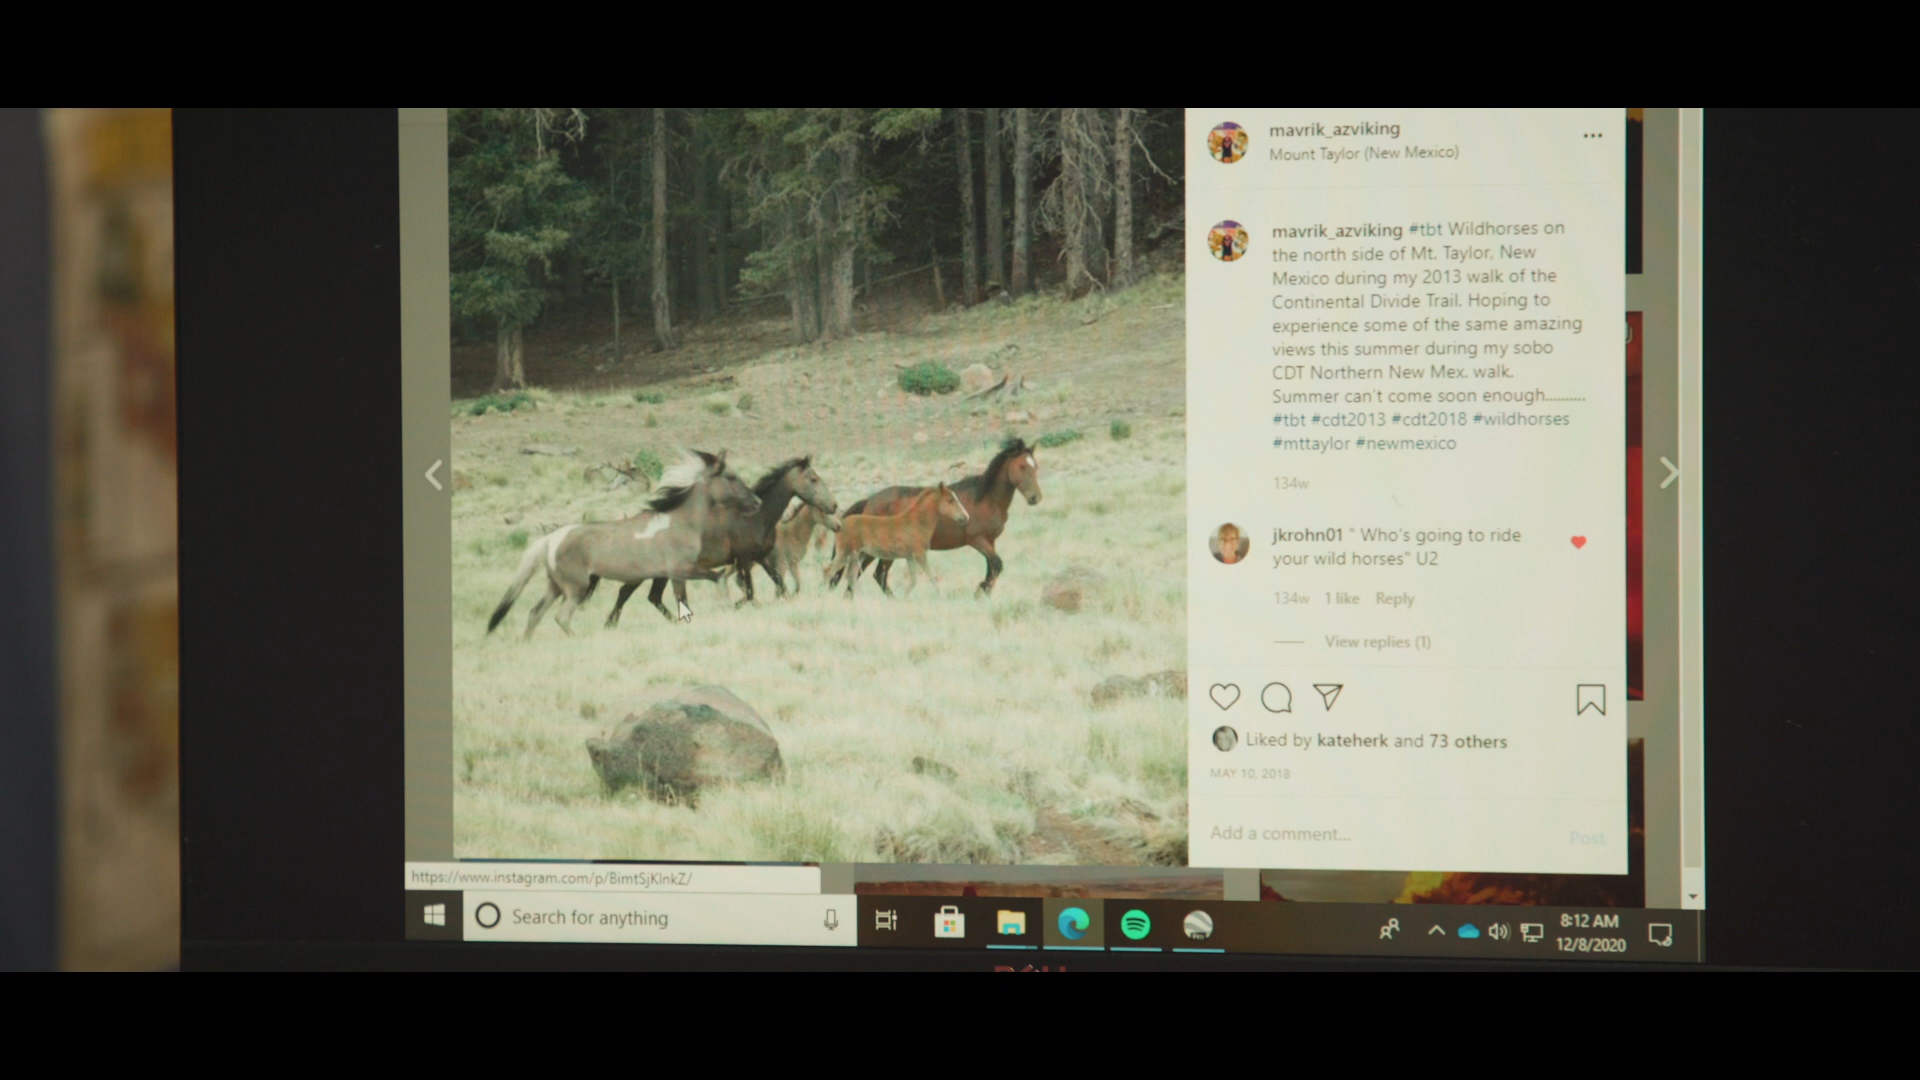 mavrik_azviking
Mount Taylor (New Mexico)
mavrik_azviking #tbt Wildhorses on
the north side of Mt. Taylor, New
Mexico during my 2013 walk of the
Continental Divide Trail. Hoping to
experience some of the same amazing
views this summer during my sobo
CDT Northern New Mex. walk.
Summer can't come soon enough..........
#tbt #cdt2013 #cdt2018 #wildhorses
#mttaylor #newmexico
134w
jkrohn01 " Who's going to ride
your wild horses" U2
134w 1 like Reply
View replies (1)
Liked by kateherk and 73 others
MAY 10, 2018
Add a comment...
Post
https://www.instagram.com/p/BimtSjKlnkZ/
Search for anything
8:12 AM
12/8/2020